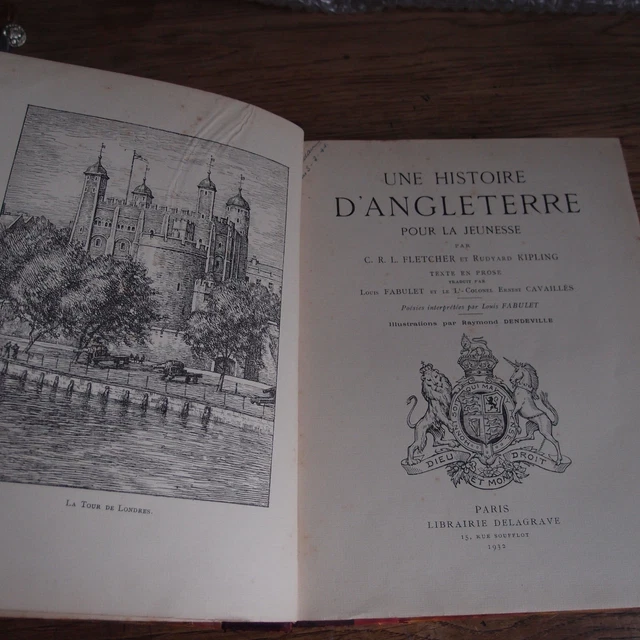 LA TOUR DE LONDRES.
UNE HISTOIRE
D'ANGLETERRE
POUR LA JEUNESSE
PAR
C. R. L. FLETCHER ET RUDYARD KIPLING
TEXTE EN PROSE
TRADUIT PAR
LOUIS FABULET ET LE Lt COLONEL ERNEST CAVAILLES
Poésies interprétées par Louis FABULET
Illustrations par Raymond DENDEVILLE
DIEU ET MON DROIT
PARIS
LIBRAIRIE DELAGRAVE
15, RUE SOUFFLOT
1932